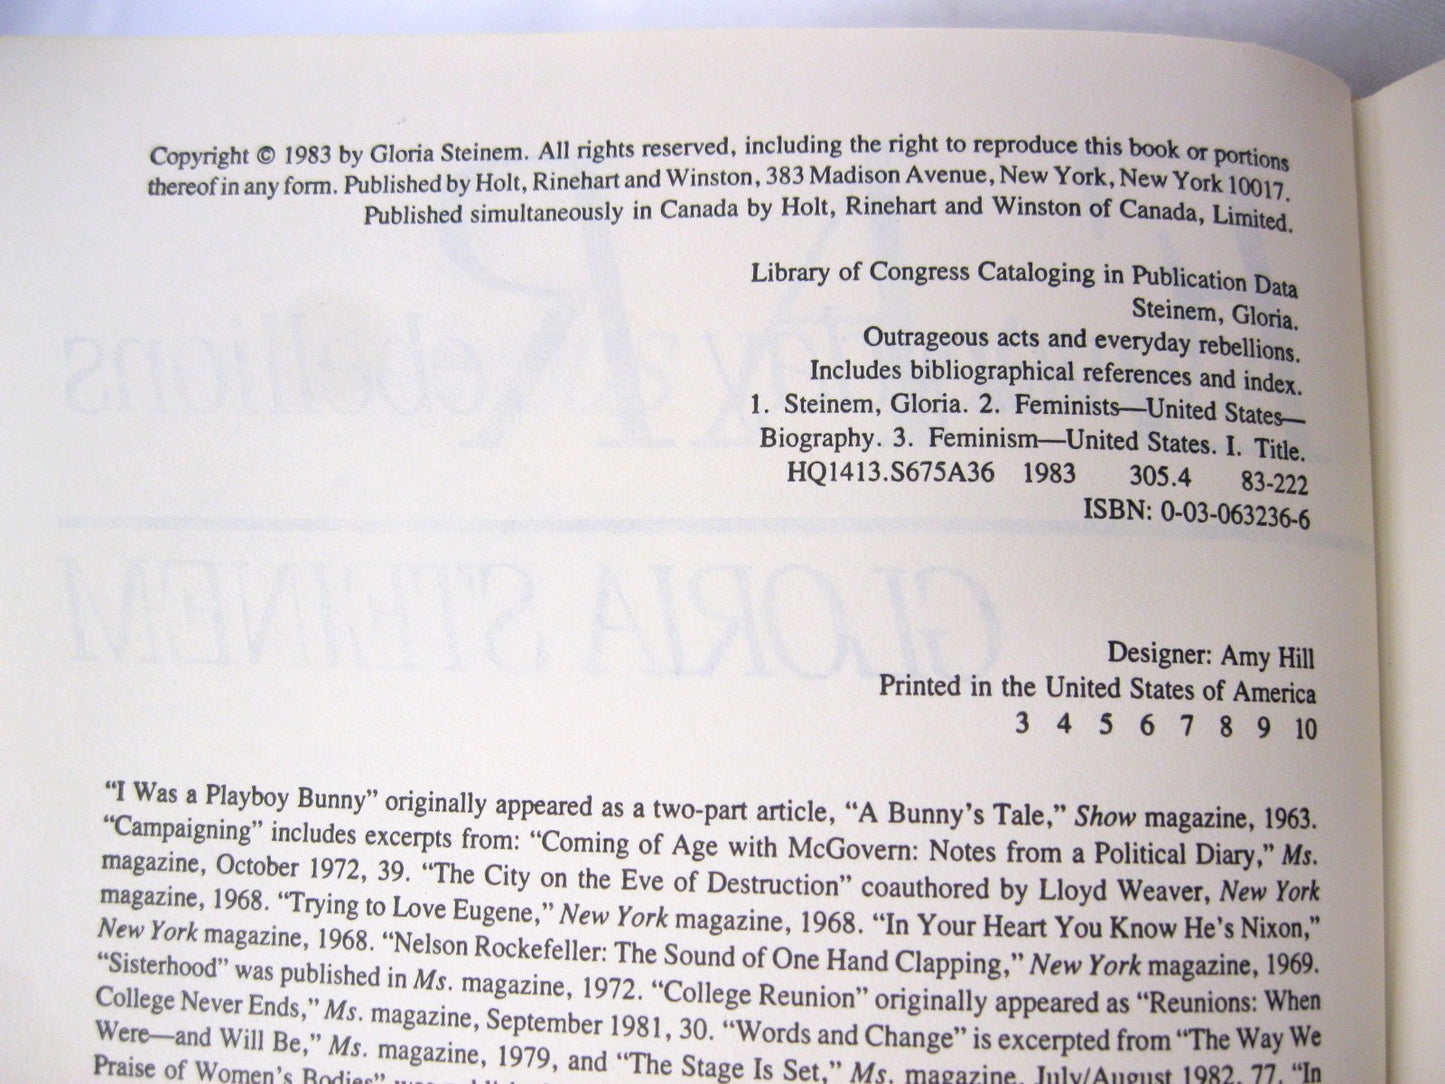 Copyright © 1983 by Gloria Steinem. All rights reserved, including the right to reproduce this book or portions
thereof in any form. Published by Holt, Rinehart and Winston, 383 Madison Avenue, New York, New York 10017.
Published simultaneously in Canada by Holt, Rinehart and Winston of Canada, Limited.
Library of Congress Cataloging in Publication Data
Steinem, Gloria.
Outrageous acts and everyday rebellions.
Includes bibliographical references and index.
1. Steinem, Gloria. 2. Feminists—United States—
Biography. 3. Feminism—United States. I. Title.
HQ1413.S675A36 1983 305.4 83-222
ISBN: 0-03-063236-6
Designer: Amy Hill
Printed in the United States of America
3 4 5 6 7 8 9 10
“I Was a Playboy Bunny” originally appeared as a two-part article, “A Bunny’s Tale,” Show magazine, 1963.
“Campaigning” includes excerpts from: “Coming of Age with McGovern: Notes from a Political Diary,” Ms.
magazine, October 1972, 39. “The City on the Eve of Destruction” coauthored by Lloyd Weaver, New York
magazine, 1968. “Trying to Love Eugene,” New York magazine, 1968. “In Your Heart You Know He’s Nixon,”
New York magazine, 1968. “Nelson Rockefeller: The Sound of One Hand Clapping,” New York magazine, 1969.
“Sisterhood” was published in Ms. magazine, 1972. “College Reunion” originally appeared as “Reunions: When
College Never Ends,” Ms. magazine, September 1981, 30. “Words and Change” is excerpted from “The Way We
Were—and Will Be,” Ms. magazine, 1979, and “The Stage Is Set,” Ms. magazine, July/August 1982, 77. “In
Praise of Women’s Bodies” was